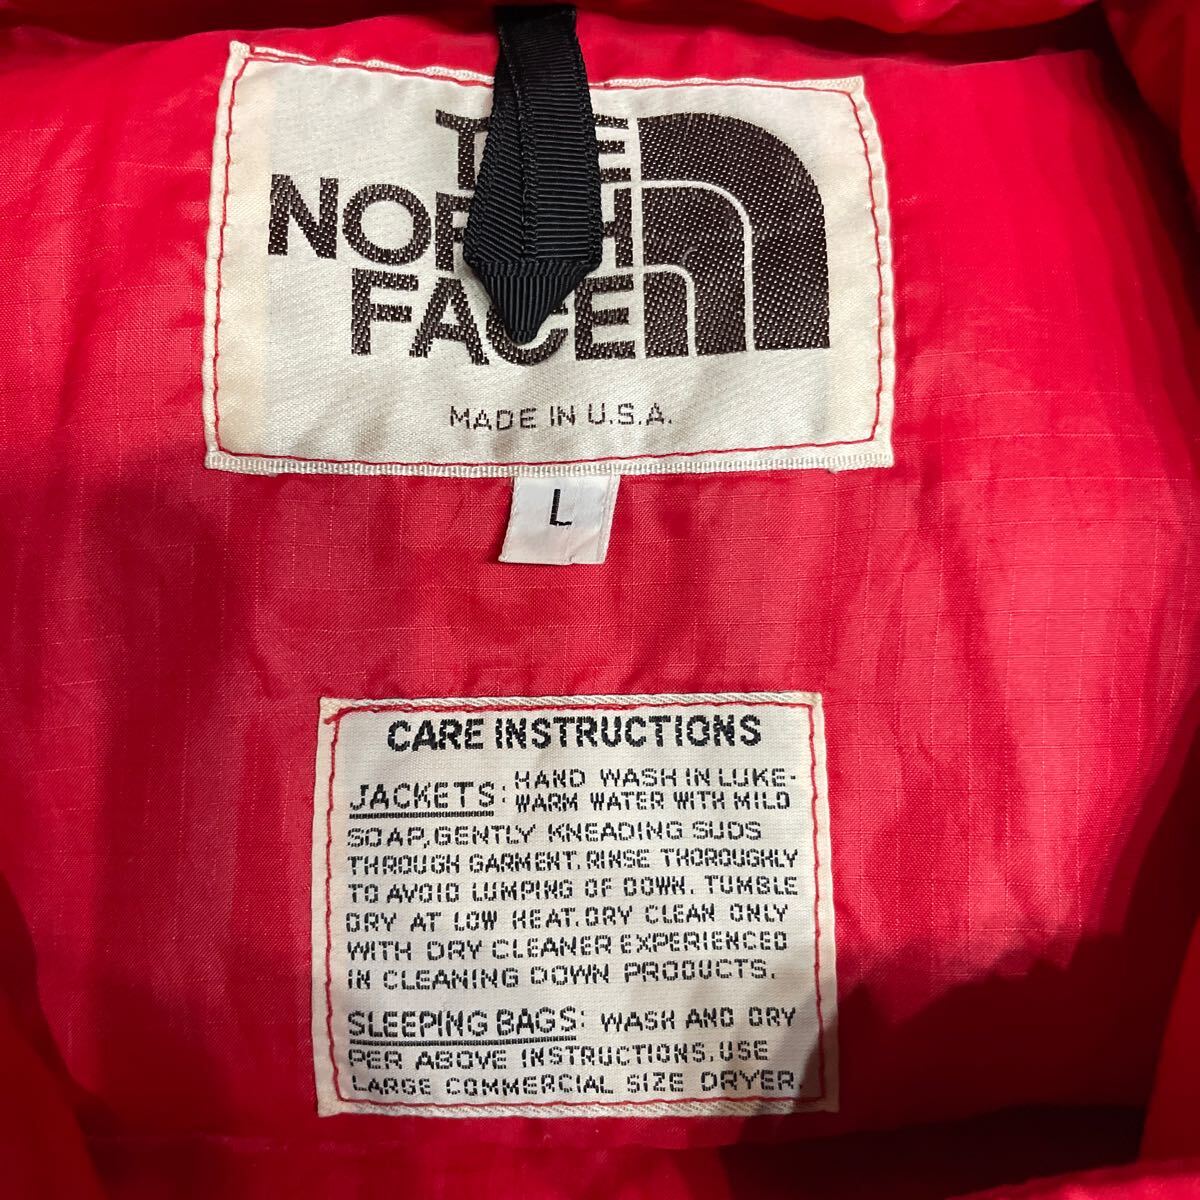 THE
NORTH
FACE
MADE IN U.S.A.
L
CARE INSTRUCTIONS
JACKETS: HAND WASH IN LUKE-
WARM WATER WITH MILD
SOAP, GENTLY KNEADING SUDS
THROUGH GARMENT. RINSE THOROUGHLY
TO AVOID LUMPING OF DOWN. TUMBLE
DRY AT LOW HEAT. DRY CLEAN ONLY
WITH DRY CLEANER EXPERIENCED
IN CLEANING DOWN PRODUCTS.
SLEEPING BAGS: WASH AND DRY
PER ABOVE INSTRUCTIONS. USE
LARGE COMMERCIAL SIZE DRYER.